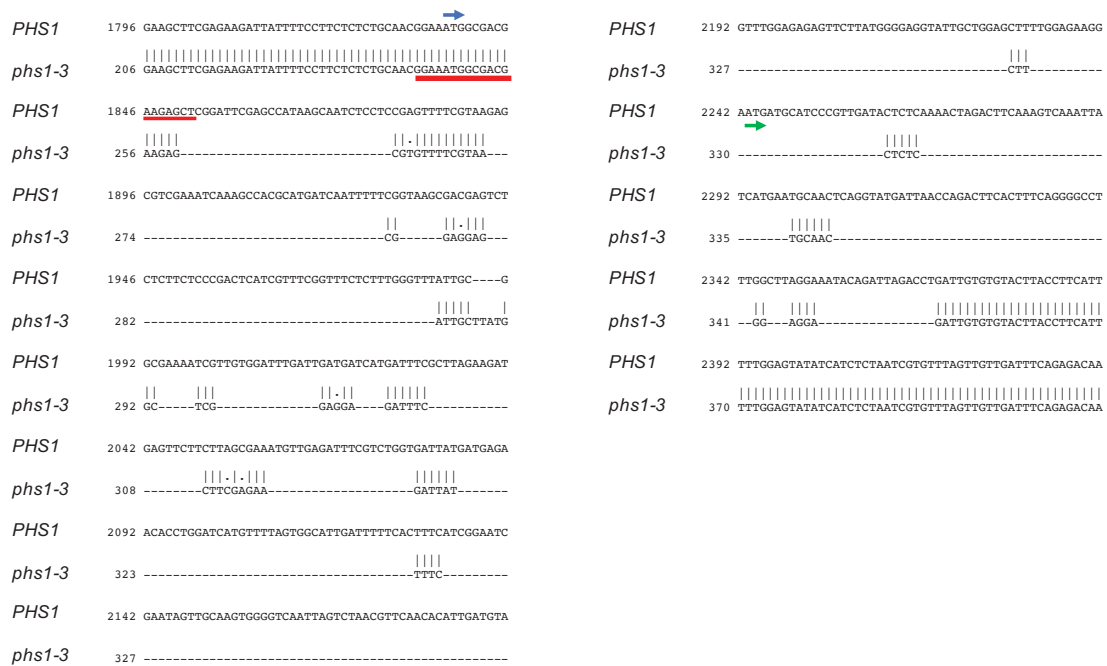 PHS1 1796 GAAGCTTCGAGAAGATTATTTTCCTTCTCTCTGCAACGGAAATGGCGACG
phs1-3 206 GAAGCTTCGAGAAGATTATTTTCCTTCTCTCTGCAACGGAAATGGCGACG
PHS1 1846 AAGAGCTCGGATTCGAGCCATAAGCAATCTCCTCCGAGTTTTCGTAAGAG
phs1-3 256 AAGAG-----------------------------CGTGTTTTCGTAA---
PHS1 1896 CGTCGAAATCAAAGCCACGCATGATCAATTTTTCGGTAAGCGACGAGTCT
phs1-3 274 ---------------------------------CG------GAGGAG---
PHS1 1946 CTCTTCTCCCGACTCATCGTTTCGGTTTCTCTTTGGGTTTATTGC----G
phs1-3 282 ----------------------------------------ATTGCTTATG
PHS1 1992 GCGAAAATCGTTGTGGATTTGATTGATGATCATGATTTCGCTTAGAAGAT
phs1-3 292 GC-----TCG--------------GAGGA----GATTTC-----------
PHS1 2042 GAGTTCTTCTTAGCGAAATGTTGAGATTTCGTCTGGTGATTATGATGAGA
phs1-3 308 --------CTTCGAGAA--------------------GATTAT-------
PHS1 2092 ACACCTGGATCATGTTTTAGTGGCATTGATTTTTCACTTTCATCGGAATC
phs1-3 323 -------------------------------------TTTC---------
PHS1 2142 GAATAGTTGCAAGTGGGGTCAATTAGTCTAACGTTCAACACATTGATGTA
phs1-3 327 --------------------------------------------------
PHS1 2192 GTTTGGAGAGAGTTCTTATGGGGAGGTATTGCTGGAGCTTTTGGAGAAGG
phs1-3 327 -------------------------------------CTT----------
PHS1 2242 AATGATGCATCCCGTTGATACTCTCAAAACTAGACTTCAAAGTCAAATTA
phs1-3 330 --------------------CTCTC-------------------------
PHS1 2292 TCATGAATGCAACTCAGGTATGATTAACCAGACTTCACTTTCAGGGGCCT
phs1-3 335 -------TGCAAC-------------------------------------
PHS1 2342 TTGGCTTAGGAAATACAGATTAGACCTGATTGTGTGTACTTACCTTCATT
phs1-3 341 --GG---AGGA----------------GATTGTGTGTACTTACCTTCATT
PHS1 2392 TTTGGAGTATATCATCTCTAATCGTGTTTAGTTGTTGATTTCAGAGACAA
phs1-3 370 TTTGGAGTATATCATCTCTAATCGTGTTTAGTTGTTGATTTCAGAGACAA